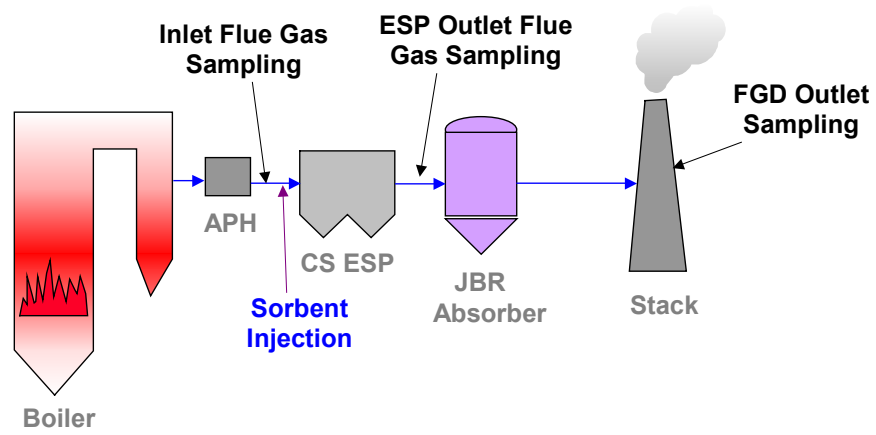 Inlet Flue Gas
Sampling
ESP Outlet Flue
Gas Sampling
FGD Outlet
Sampling
APH
CS ESP
JBR
Absorber
Stack
Sorbent
Injection
Boiler